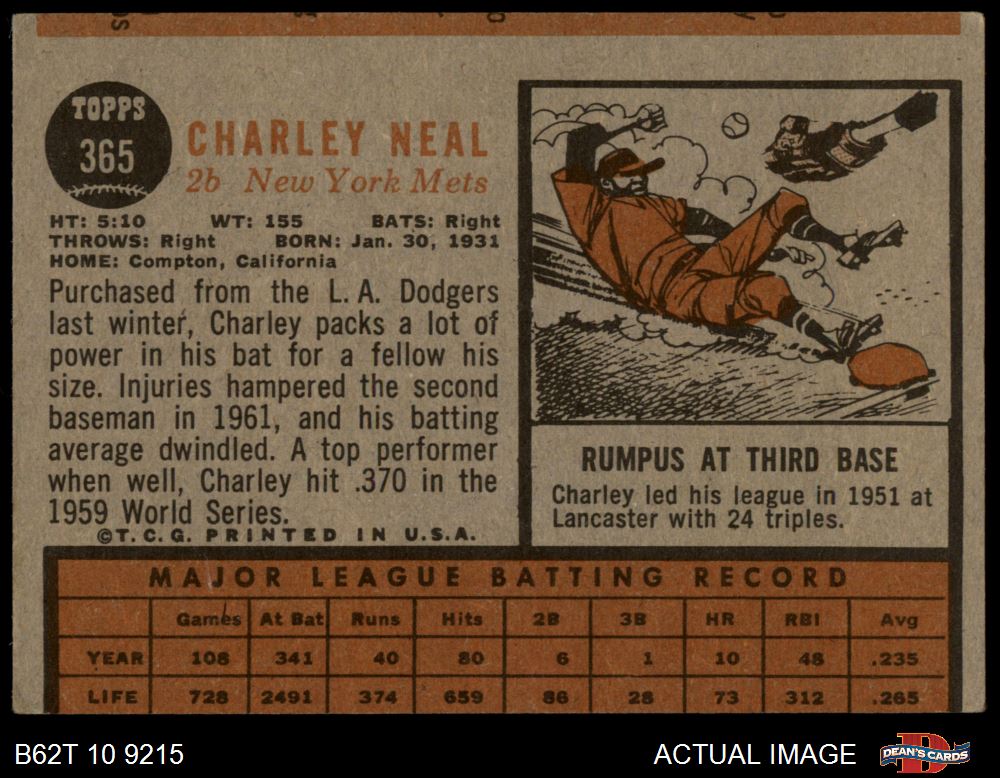 TOPPS
365
CHARLEY NEAL
2b New York Mets
HT: 5:10 WT: 155 BATS: Right
THROWS: Right BORN: Jan. 30, 1931
HOME: Compton, California
Purchased from the L.A. Dodgers
last winter, Charley packs a lot of
power in his bat for a fellow his
size. Injuries hampered the second
baseman in 1961, and his batting
average dwindled. A top performer
when well, Charley hit .370 in the
1959 World Series.
©T.C.G. PRINTED IN U.S.A.
RUMPUS AT THIRD BASE
Charley led his league in 1951 at
Lancaster with 24 triples.
MAJOR LEAGUE BATTING RECORD
Games At Bat Runs Hits 2B 3B HR RBI Avg
YEAR 108 341 40 80 6 1 10 48 .235
LIFE 728 2491 374 659 86 28 73 312 .265
B62T 10 9215 ACTUAL IMAGE
DEAN'S CARDS